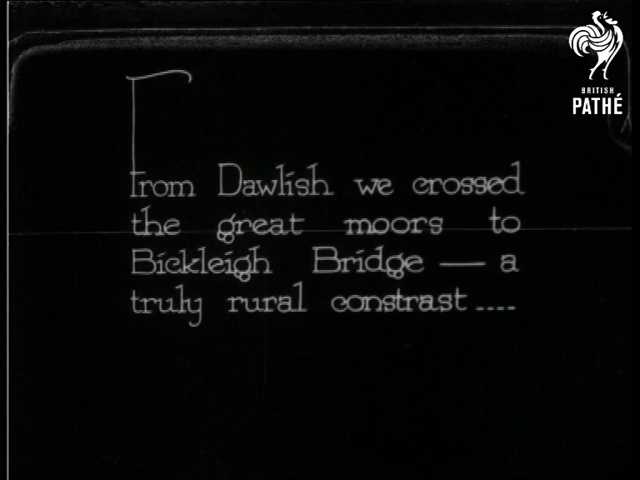 BRITISH
PATHÉ
From Dawlish we crossed
the great moors to
Bickleigh Bridge — a
truly rural constrast....